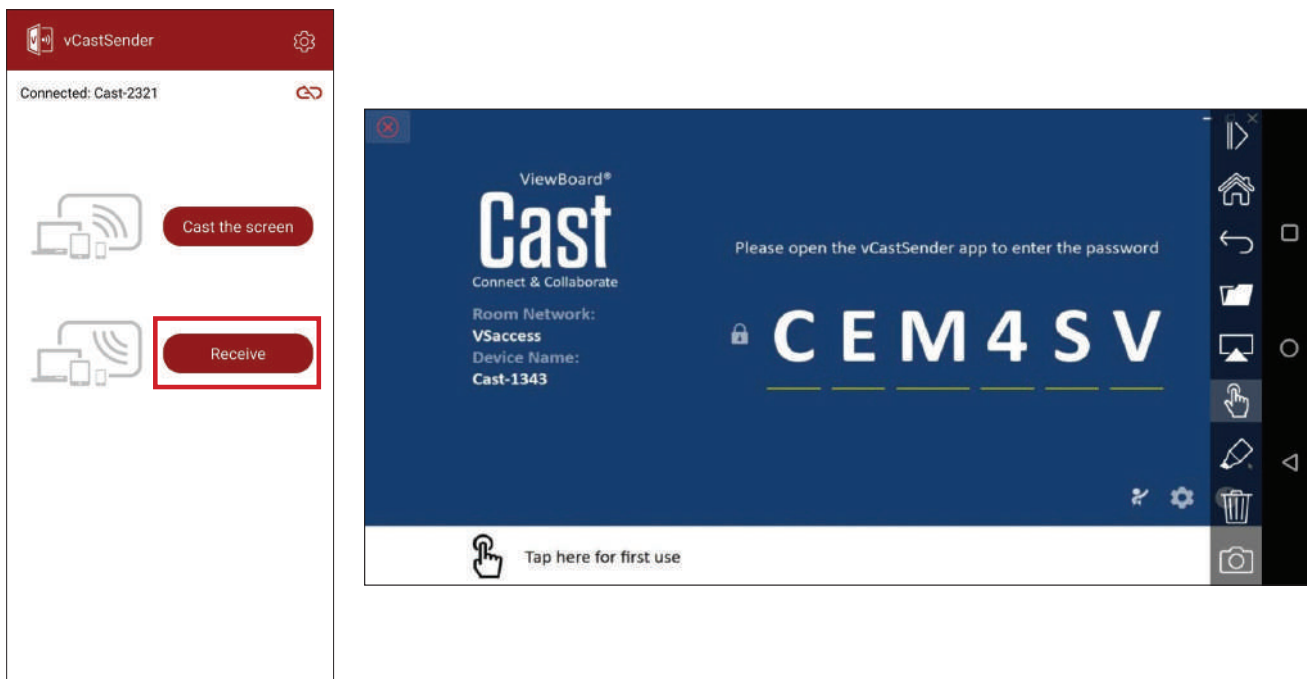 vCastSender
Connected: Cast-2321
Cast the screen
Receive
ViewBoard®
Cast
Connect & Collaborate
Room Network:
VSaccess
Device Name:
Cast-1343
Please open the vCastSender app to enter the password
CEM4SV
Tap here for first use